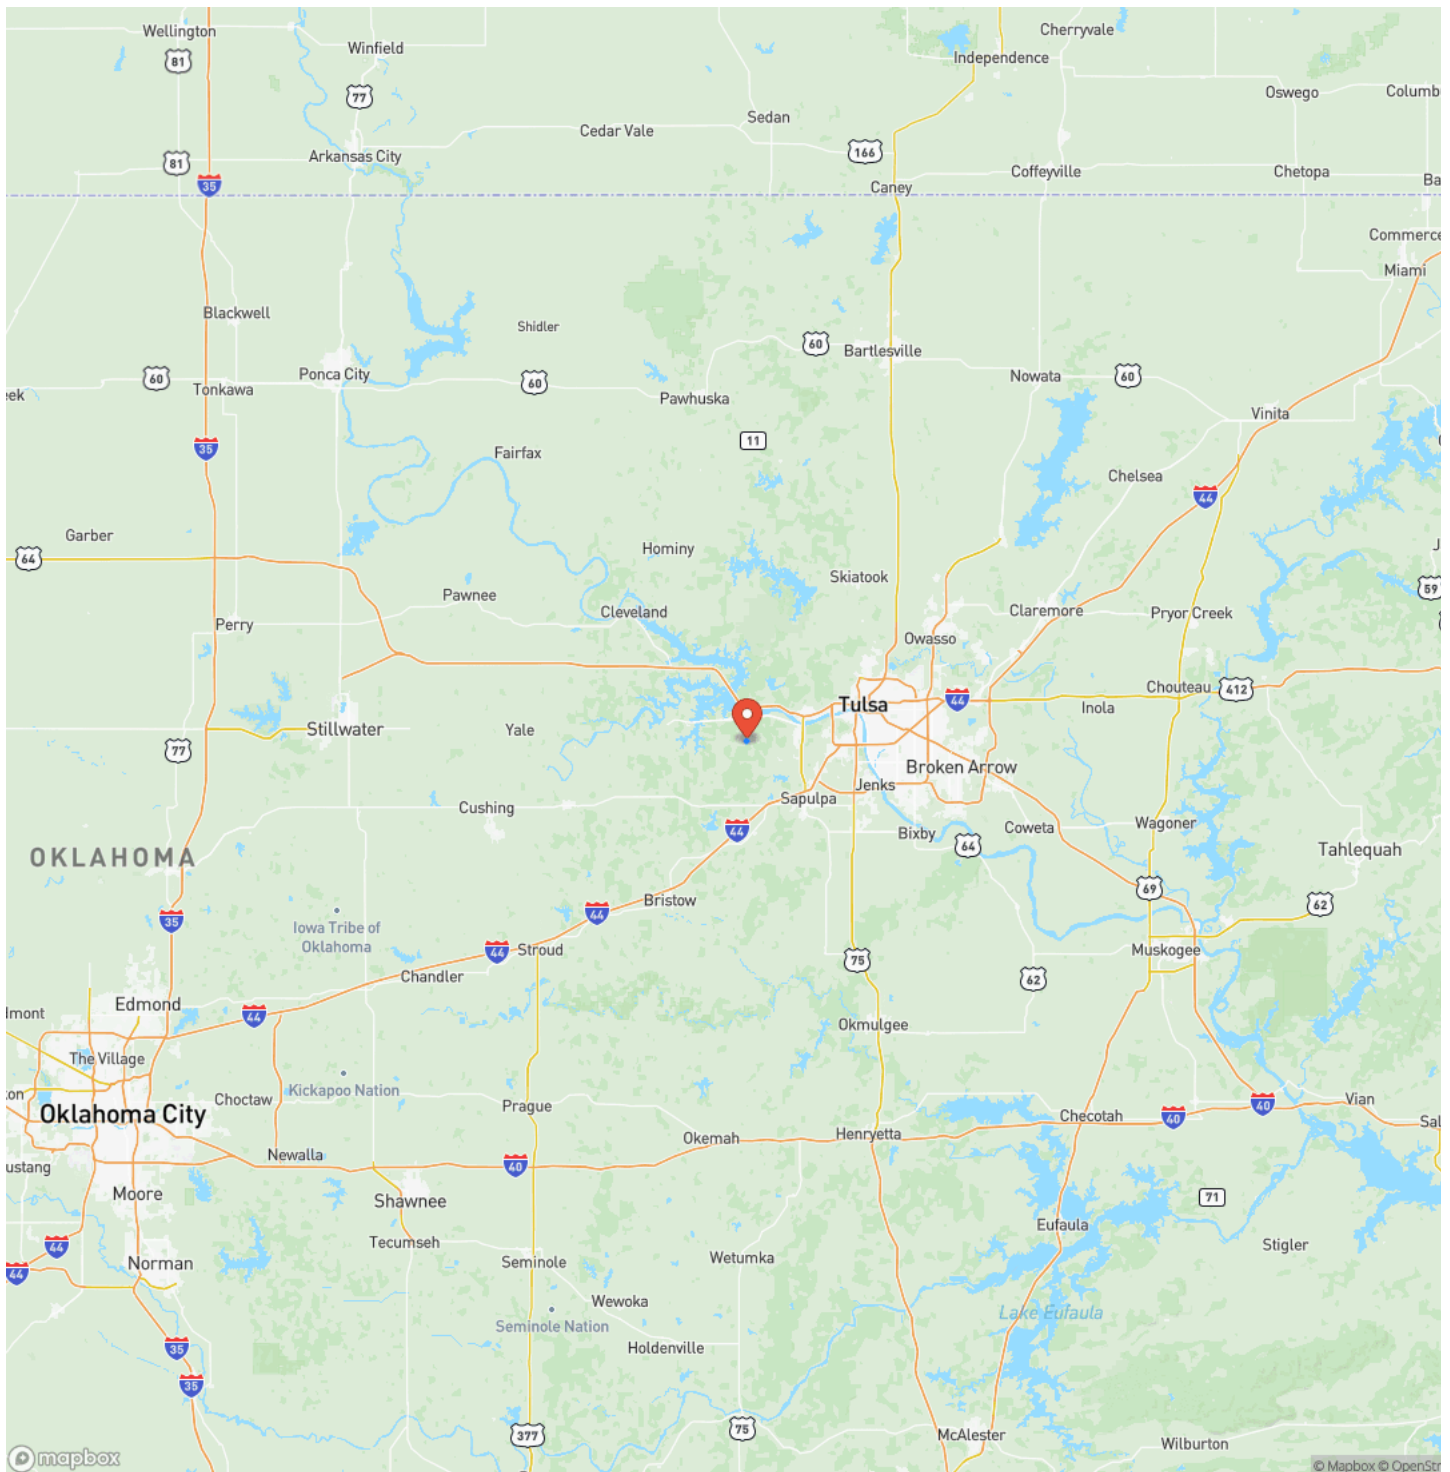 Wellington
Winfield
Cherryvale
Independence
81
77
Oswego
Columb
Sedan
Cedar Vale
166
Arkansas City
81
Coffeyville
Chetopa
Ba
35
Caney
Commerce
Miami
Blackwell
Shidler
60
Bartlesville
60
Ponca City
60
Nowata
60
Tonkawa
eek
Pawhuska
Vinita
11
35
Fairfax
Chelsea
44
Garber
64
Hominy
Skiatook
59
Pawnee
Cleveland
Claremore
Pryor Creek
Perry
Owasso
Chouteau
412
Tulsa
44
Inola
Stillwater
Yale
77
Broken Arrow
Jenks
Cushing
Sapulpa
44
Bixby
Coweta
Wagoner
64
Tahlequah
OKLAHOMA
69
Bristow
62
44
35
Iowa Tribe of
Oklahoma
44
Stroud
Muskogee
75
Chandler
62
Edmond
lmont
44
Okmulgee
The Village
Kickapoo Nation
ton
Choctaw
Vian
40
Oklahoma City
Prague
Checotah
40
Sal
Okemah
Henryetta
Newalla
40
ustang
Moore
Shawnee
71
Eufaula
Tecumseh
44
Stigler
Norman
Seminole
Wetumka
44
Wewoka
Lake Eufaula
Seminole Nation
35
Holdenville
35
377
75
McAlester
Wilburton
mapbox
© Mapbox © OpenStr